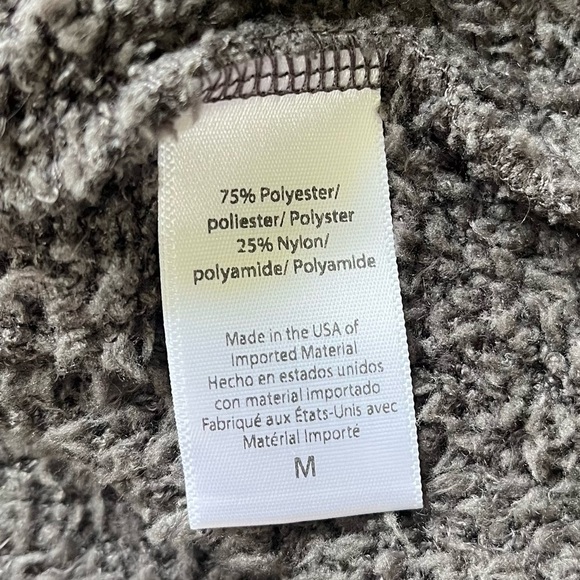 75% Polyester/
poliester/ Polyster
25% Nylon/
polyamide/ Polyamide
Made in the USA of
Imported Material
Hecho en estados unidos
con material importado
Fabriqué aux États-Unis avec
Matérial Importé
M